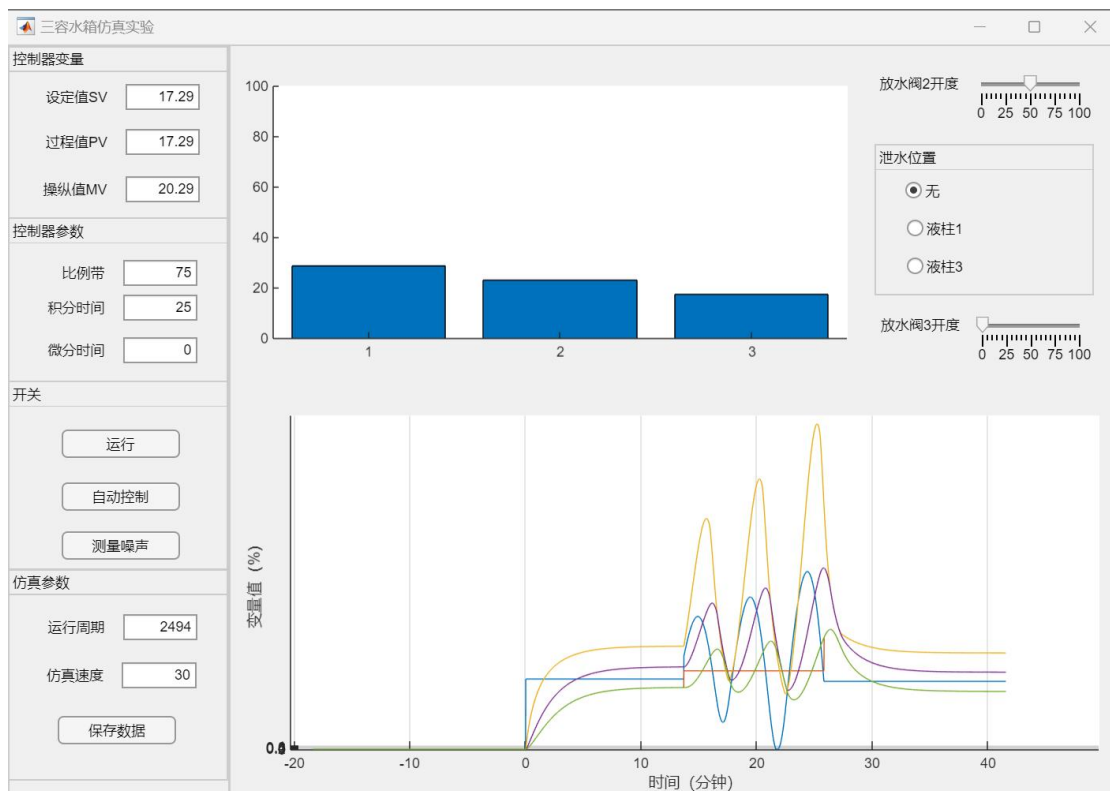 三容水箱仿真实验
控制器变量
设定值SV 17.29
过程值PV 17.29
操纵值MV 20.29
控制器参数
比例带 75
积分时间 25
微分时间 0
开关
运行
自动控制
测量噪声
仿真参数
运行周期 2494
仿真速度 30
保存数据
100
80
60
40
20
0
1 2 3
放水阀2开度
0 25 50 75 100
泄水位置
无
液柱1
液柱3
放水阀3开度
0 25 50 75 100
变量值 (%)
-20 -10 0 10 20 30 40
时间 (分钟)